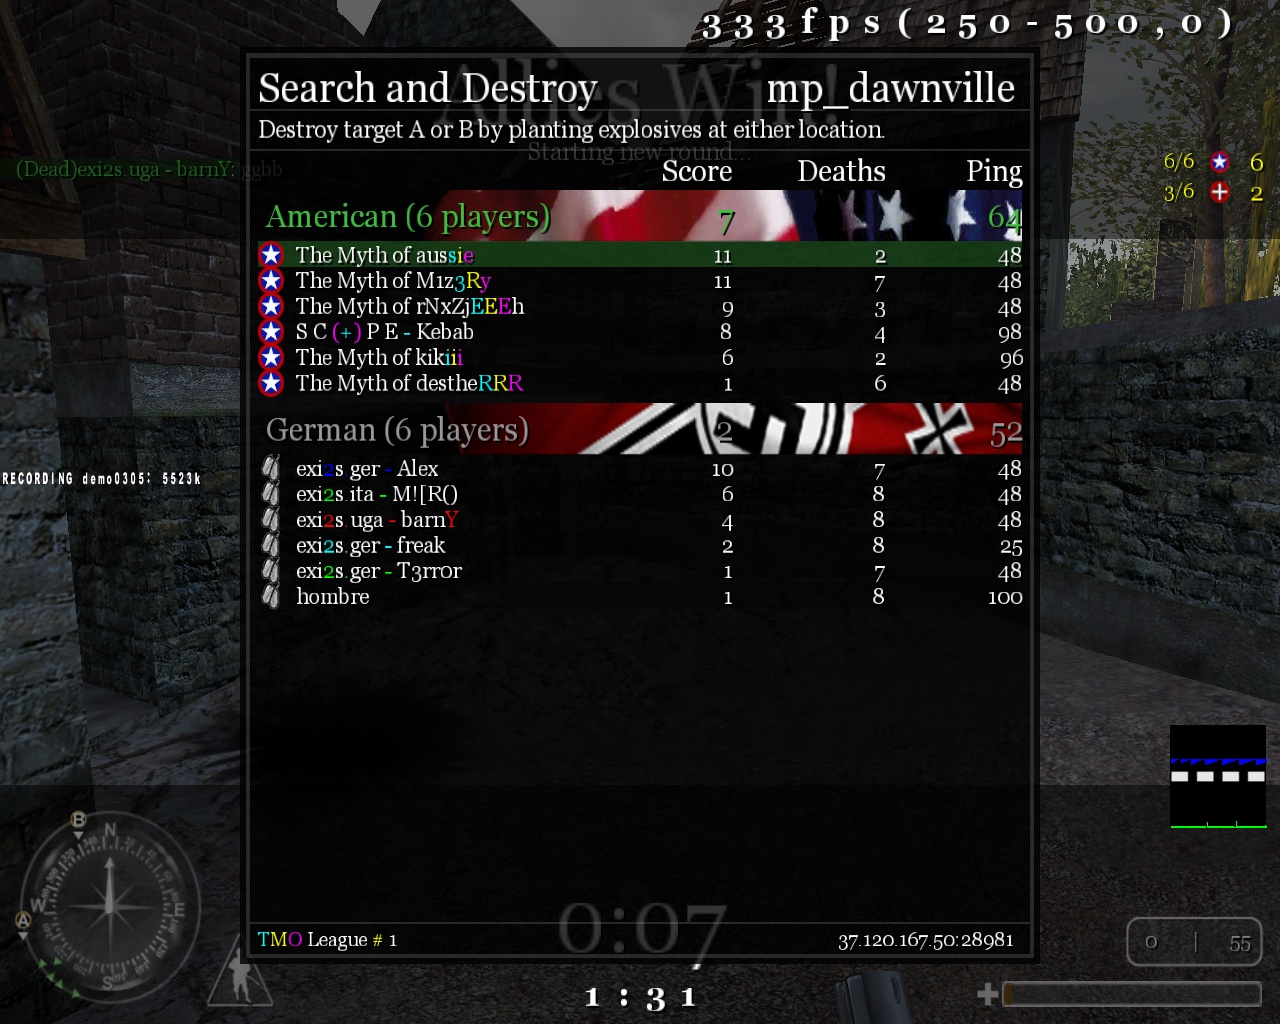 333fps(250-500,0)
Allies Win!
Search and Destroy mp_dawnville
Destroy target A or B by planting explosives at either location.
Starting new round...
(Dead)exi2s.uga - barnY: ggbb
6/6 6
3/6 2
Score Deaths Ping
American (6 players) 7 64
The Myth of aussie 11 2 48
The Myth of M1z3Ry 11 7 48
The Myth of rNxZjEEEh 9 3 48
S C (+) P E - Kebab 8 4 98
The Myth of kikiii 6 2 96
The Myth of destheRRR 1 6 48
German (6 players) 2 52
exi2s ger - Alex 10 7 48
exi2s.ita - M![R() 6 8 48
exi2s.uga - barnY 4 8 48
exi2s.ger - freak 2 8 25
exi2s.ger - T3rror 1 7 48
hombre 1 8 100
RECORDING demo0305: 5523k
B
N
W
E
A
S
0:07
TMO League # 1 37.120.167.50:28981
0 | 55
1:31